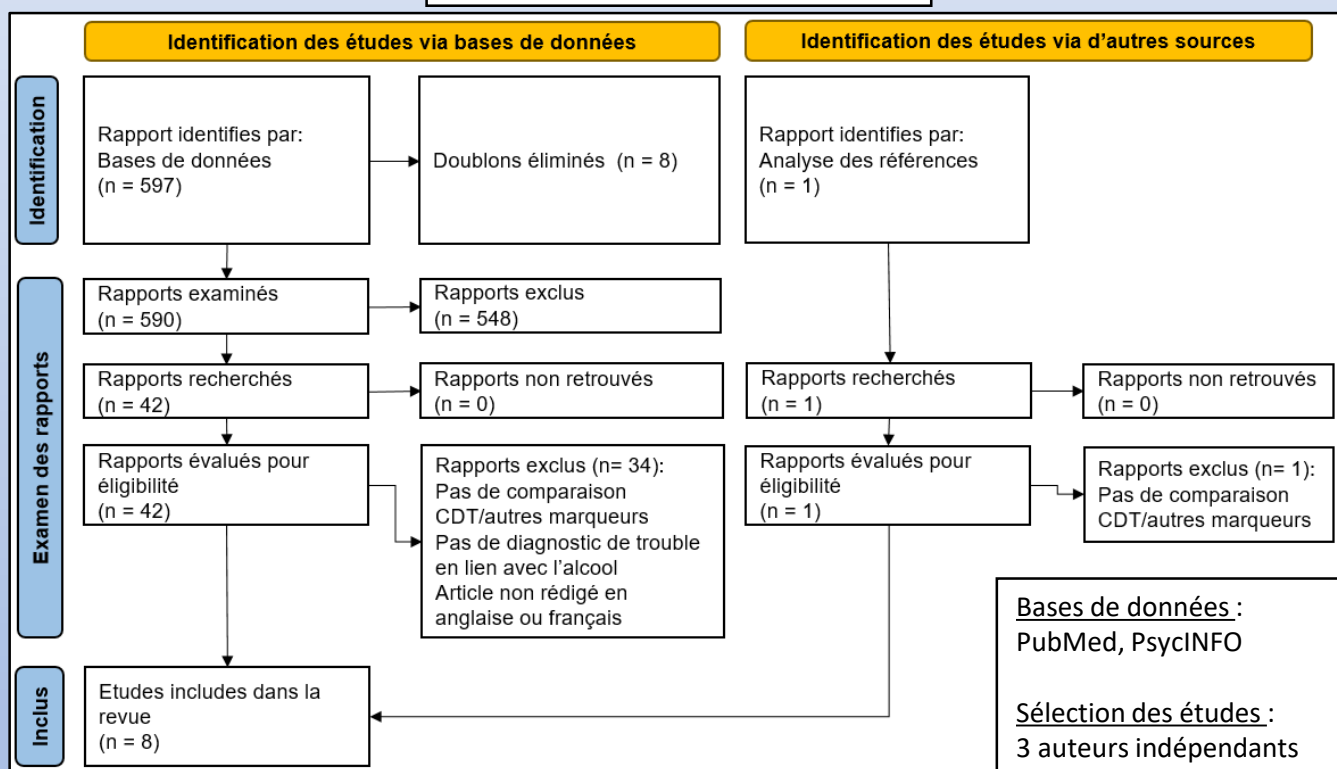 Identification des études via bases de données
Identification des études via d'autres sources
Identification
Rapport identifies par:
Bases de données
(n = 597)
Doublons éliminés (n = 8)
Rapport identifies par:
Analyse des références
(n = 1)
Examen des rapports
Rapports examinés
(n = 590)
Rapports exclus
(n = 548)
Rapports recherchés
(n = 42)
Rapports non retrouvés
(n = 0)
Rapports recherchés
(n = 1)
Rapports non retrouvés
(n = 0)
Rapports évalués pour
éligibilité
(n = 42)
Rapports exclus (n= 34):
Pas de comparaison
CDT/autres marqueurs
Pas de diagnostic de trouble
en lien avec l'alcool
Article non rédigé en
anglaise ou français
Rapports évalués pour
éligibilité
(n = 1)
Rapports exclus (n= 1):
Pas de comparaison
CDT/autres marqueurs
Inclus
Etudes includes dans la
revue
(n = 8)
Bases de données :
PubMed, PsycINFO
Sélection des études :
3 auteurs indépendants